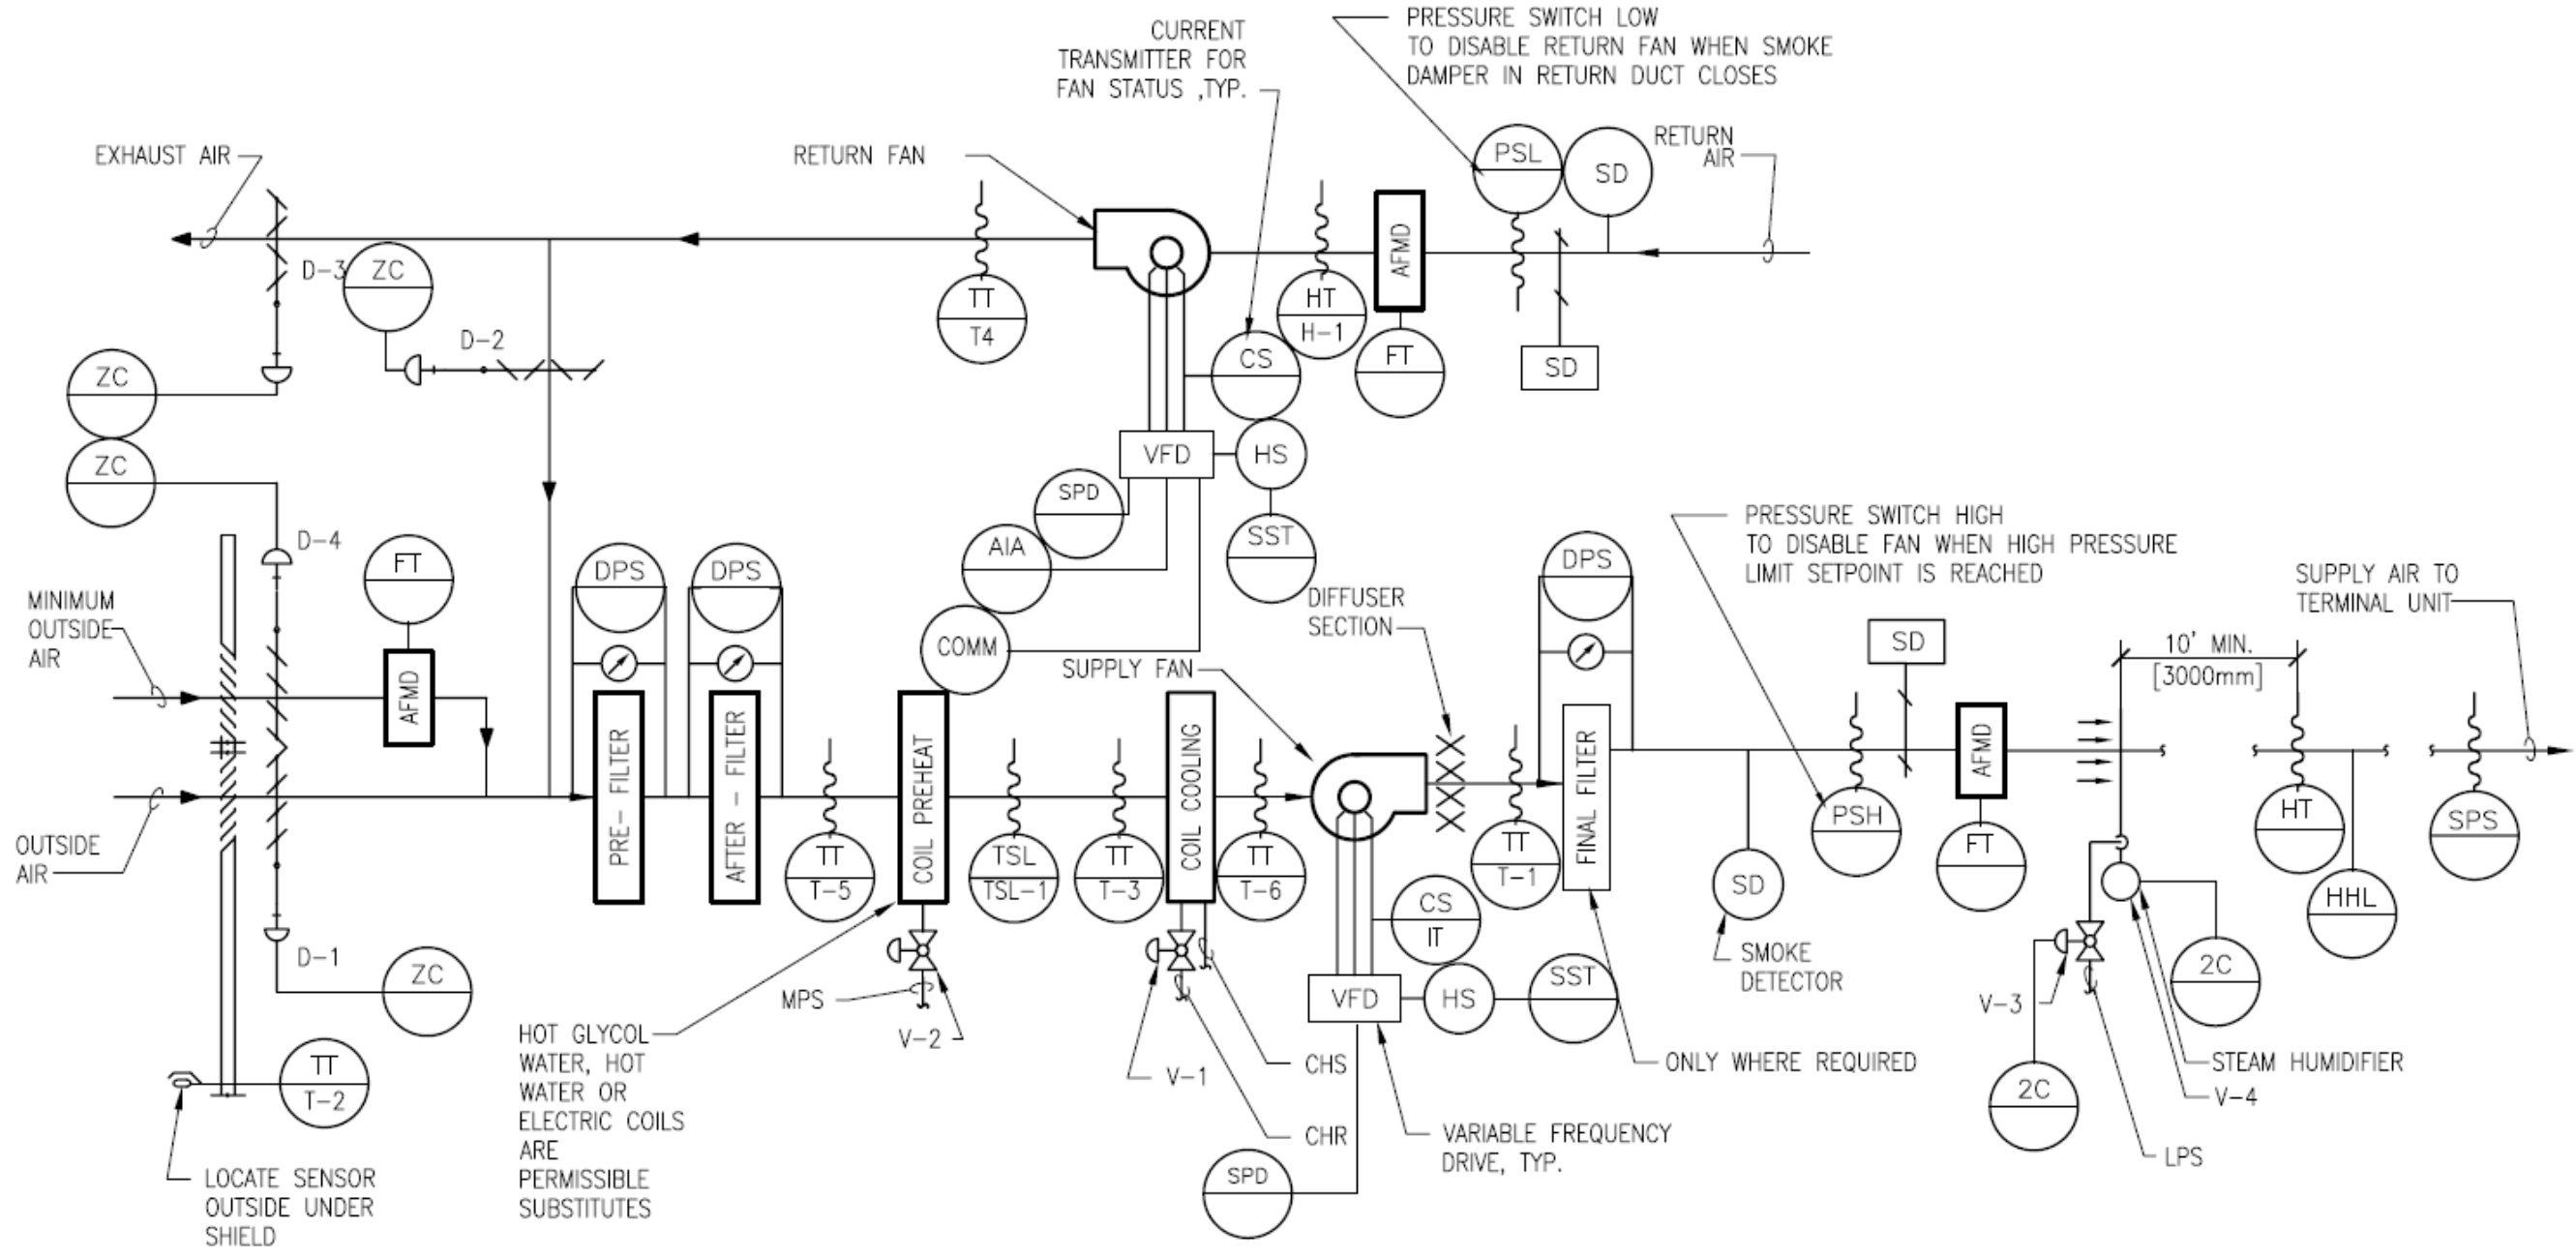 CURRENT
TRANSMITTER FOR
FAN STATUS ,TYP.
PRESSURE SWITCH LOW
TO DISABLE RETURN FAN WHEN SMOKE
DAMPER IN RETURN DUCT CLOSES
EXHAUST AIR
RETURN FAN
PSL
SD
RETURN
AIR
AFMD
D-3
ZC
TT
T4
HT
H-1
D-2
CS
FT
SD
ZC
ZC
VFD
HS
SPD
AIA
SST
COMM
D-4
FT
DPS
DPS
DPS
PRESSURE SWITCH HIGH
TO DISABLE FAN WHEN HIGH PRESSURE
LIMIT SETPOINT IS REACHED
DIFFUSER
SECTION
SUPPLY AIR TO
TERMINAL UNIT
MINIMUM
OUTSIDE
AIR
SUPPLY FAN
SD
10' MIN.
[3000mm]
AFMD
PRE- FILTER
AFTER - FILTER
COIL PREHEAT
COIL COOLING
FINAL FILTER
AFMD
OUTSIDE
AIR
TT
T-5
TSL
TSL-1
TT
T-3
TT
T-6
TT
T-1
PSH
FT
HT
SPS
SD
HHL
CS
IT
D-1
ZC
MPS
V-2
V-1
CHS
CHR
VFD
HS
SST
SMOKE
DETECTOR
V-3
2C
2C
STEAM HUMIDIFIER
V-4
LPS
TT
T-2
HOT GLYCOL
WATER, HOT
WATER OR
ELECTRIC COILS
ARE
PERMISSIBLE
SUBSTITUTES
ONLY WHERE REQUIRED
VARIABLE FREQUENCY
DRIVE, TYP.
SPD
LOCATE SENSOR
OUTSIDE UNDER
SHIELD